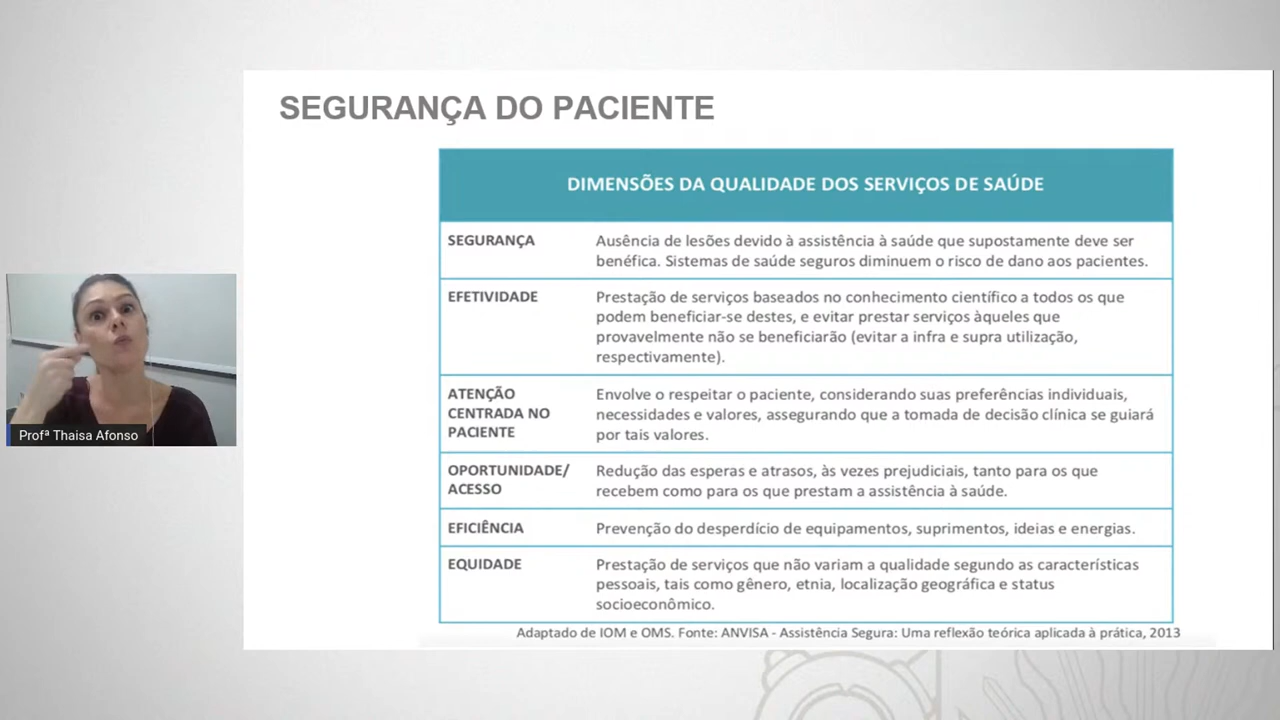 SEGURANÇA DO PACIENTE
DIMENSÕES DA QUALIDADE DOS SERVIÇOS DE SAÚDE
SEGURANÇA
Ausência de lesões devido à assistência à saúde que supostamente deve ser
benéfica. Sistemas de saúde seguros diminuem o risco de dano aos pacientes.
EFETIVIDADE
Prestação de serviços baseados no conhecimento científico a todos os que
podem beneficiar-se destes, e evitar prestar serviços àqueles que
provavelmente não se beneficiarão (evitar a infra e supra utilização,
respectivamente).
ATENÇÃO
CENTRADA NO
PACIENTE
Envolve o respeitar o paciente, considerando suas preferências individuais,
necessidades e valores, assegurando que a tomada de decisão clínica se guiará
por tais valores.
OPORTUNIDADE/
ACESSO
Redução das esperas e atrasos, às vezes prejudiciais, tanto para os que
recebem como para os que prestam a assistência à saúde.
EFICIÊNCIA
Prevenção do desperdício de equipamentos, suprimentos, ideias e energias.
EQUIDADE
Prestação de serviços que não variam a qualidade segundo as características
pessoais, tais como gênero, etnia, localização geográfica e status
socioeconômico.
Adaptado de IOM e OMS. Fonte: ANVISA - Assistência Segura: Uma reflexão teórica aplicada à prática, 2013
Profª Thaisa Afonso